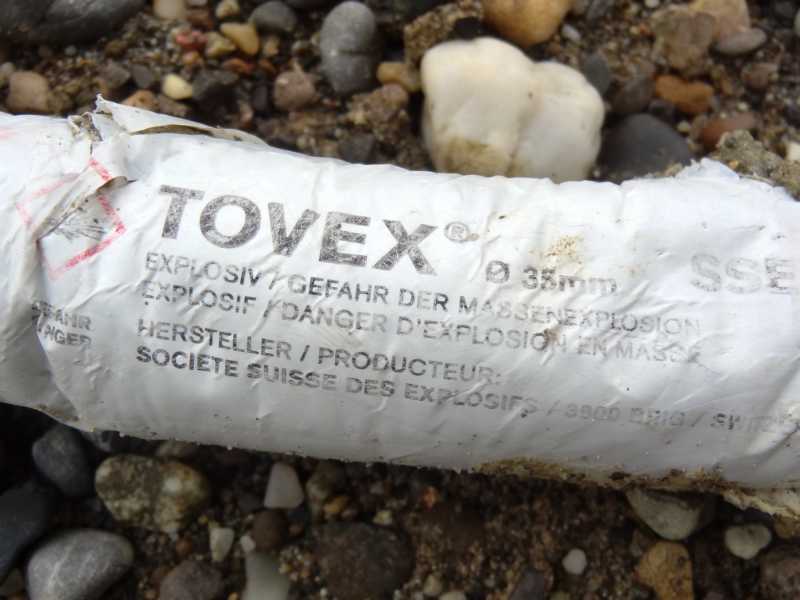 TOVEX® Ø 35mm SSE
EXPLOSIV / GEFAHR DER MASSENEXPLOSION
EXPLOSIF / DANGER D'EXPLOSION EN MASSE
HERSTELLER / PRODUCTEUR:
SOCIETE SUISSE DES EXPLOSIFS / 3900 BRIG /